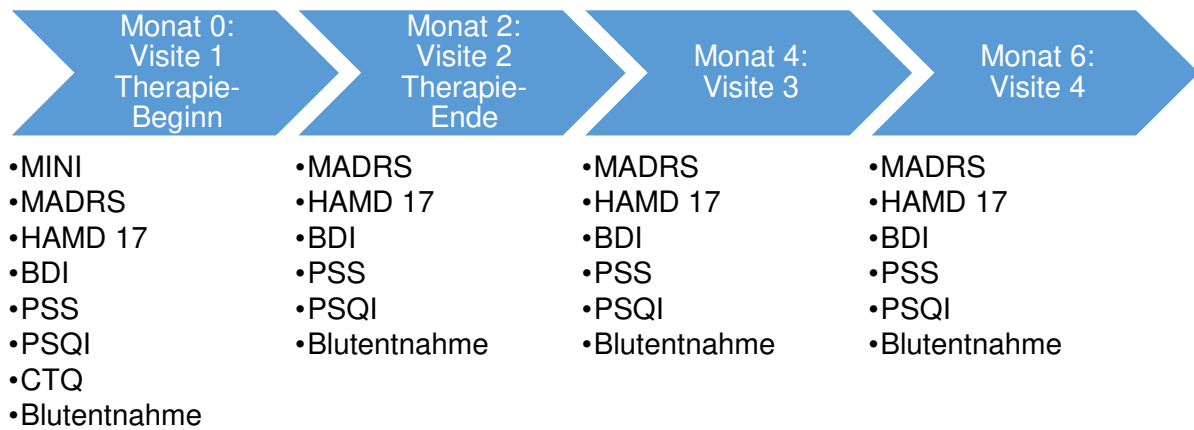 Monat 0:
Visite 1
Therapie-
Beginn
Monat 2:
Visite 2
Therapie-
Ende
Monat 4:
Visite 3
Monat 6:
Visite 4
•MINI
•MADRS
•HAMD 17
•BDI
•PSS
•PSQI
•CTQ
•Blutentnahme
•MADRS
•HAMD 17
•BDI
•PSS
•PSQI
•Blutentnahme
•MADRS
•HAMD 17
•BDI
•PSS
•PSQI
•Blutentnahme
•MADRS
•HAMD 17
•BDI
•PSS
•PSQI
•Blutentnahme